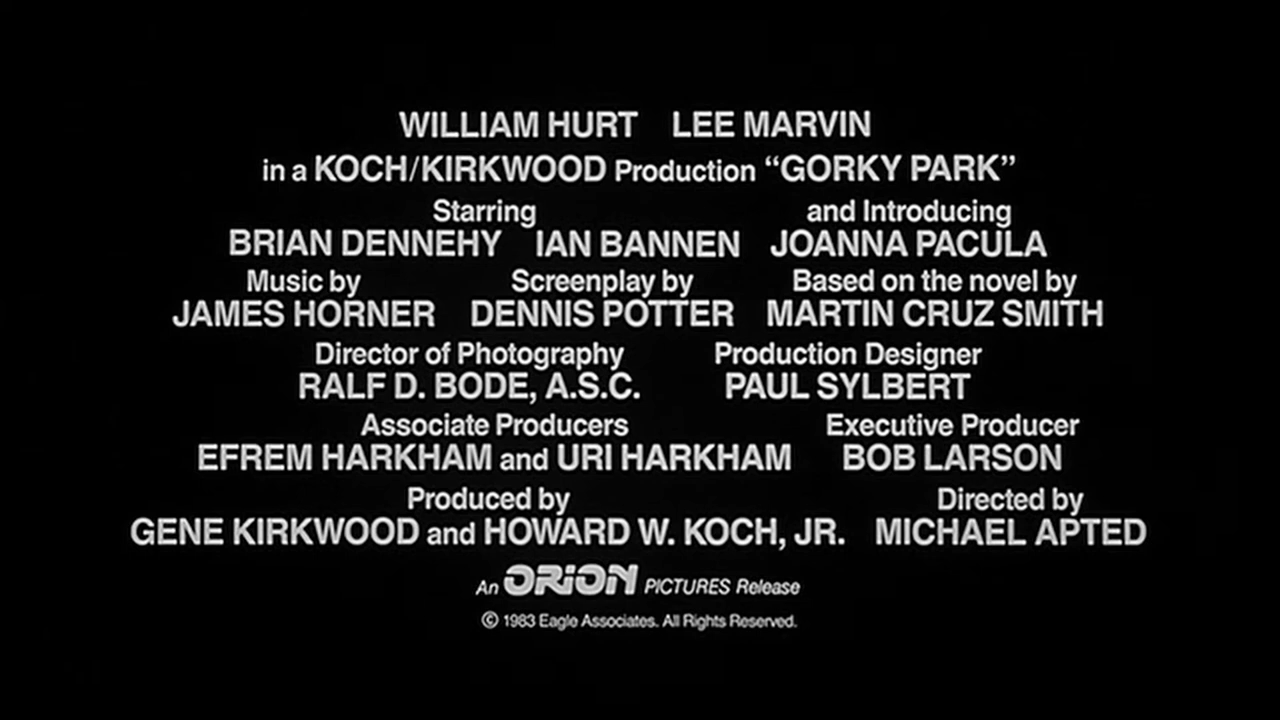 WILLIAM HURT LEE MARVIN
in a KOCH/KIRKWOOD Production “GORKY PARK”
Starring and Introducing
BRIAN DENNEHY IAN BANNEN JOANNA PACULA
Music by Screenplay by Based on the novel by
JAMES HORNER DENNIS POTTER MARTIN CRUZ SMITH
Director of Photography Production Designer
RALF D. BODE, A.S.C. PAUL SYLBERT
Associate Producers Executive Producer
EFREM HARKHAM and URI HARKHAM BOB LARSON
Produced by Directed by
GENE KIRKWOOD and HOWARD W. KOCH, JR. MICHAEL APTED
An ORION PICTURES Release
© 1983 Eagle Associates. All Rights Reserved.